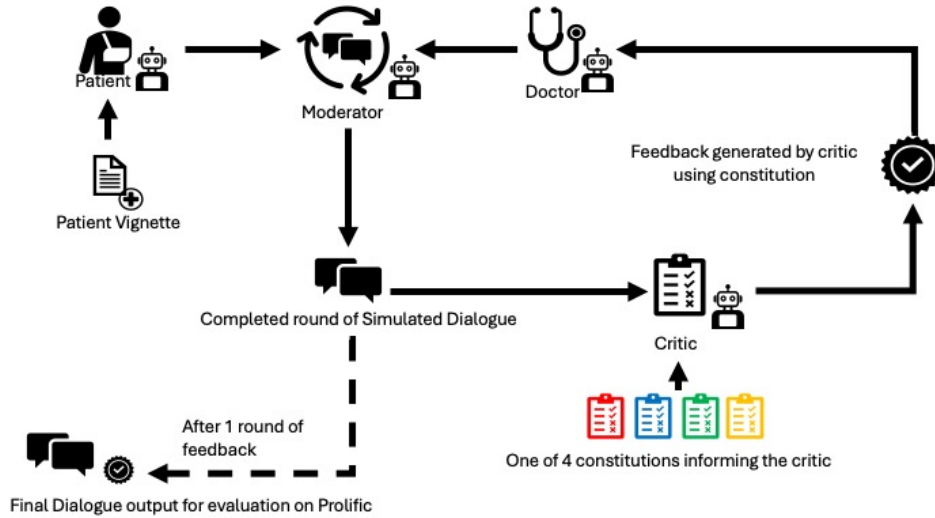 Patient
Moderator
Doctor
Patient Vignette
Feedback generated by critic
using constitution
Completed round of Simulated Dialogue
Critic
After 1 round of
feedback
One of 4 constitutions informing the critic
Final Dialogue output for evaluation on Prolific